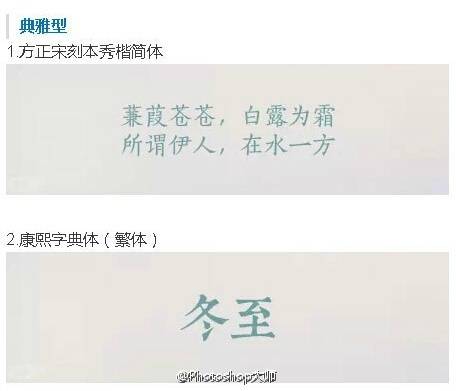 典雅型
1.方正宋刻本秀楷简体
蒹葭苍苍，白露为霜
所谓伊人，在水一方
2.康熙字典体（繁体）
冬至
@Photoshop大师